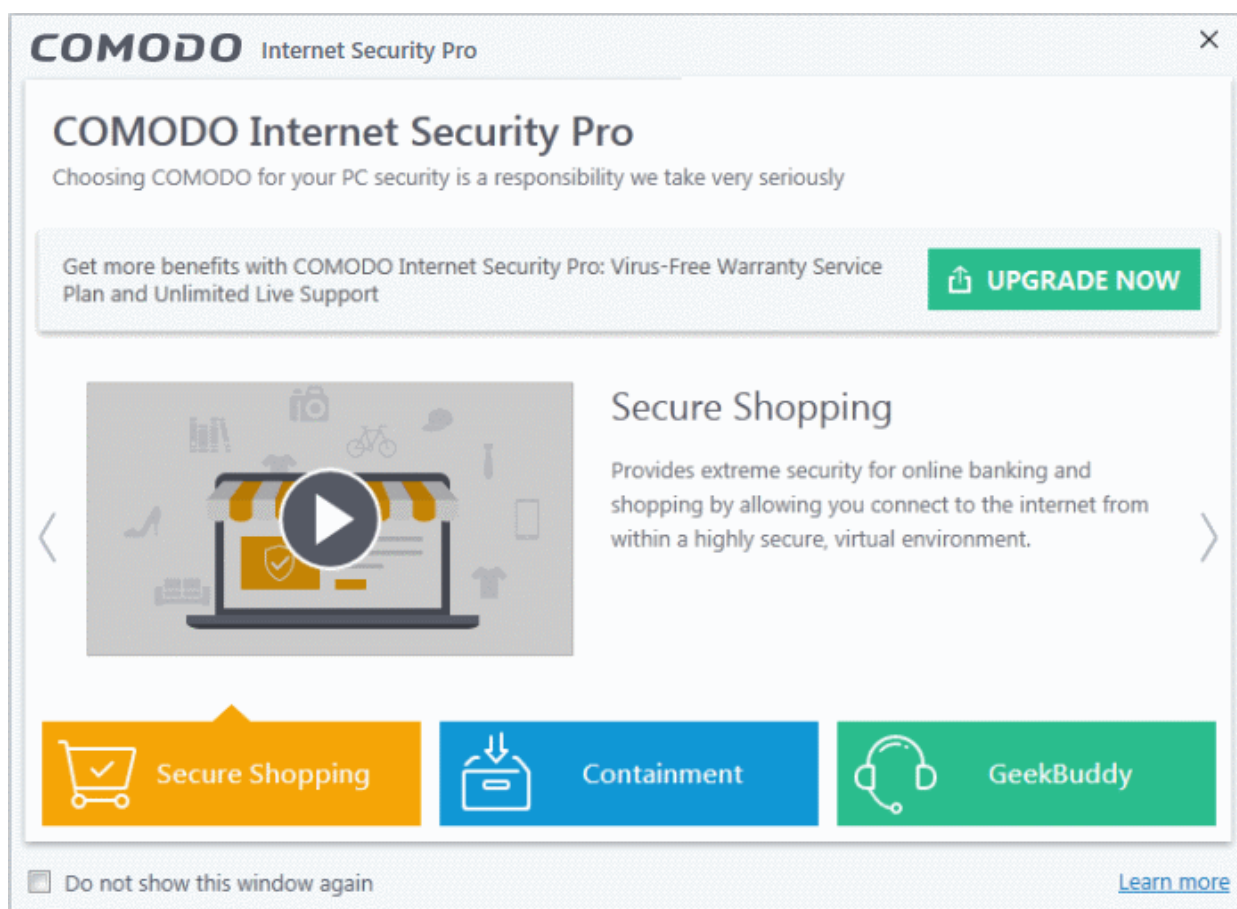 COMODO Internet Security Pro
COMODO Internet Security Pro
Choosing COMODO for your PC security is a responsibility we take very seriously
Get more benefits with COMODO Internet Security Pro: Virus-Free Warranty Service
Plan and Unlimited Live Support
UPGRADE NOW
Secure Shopping
Provides extreme security for online banking and
shopping by allowing you connect to the internet from
within a highly secure, virtual environment.
Secure Shopping
Containment
GeekBuddy
Do not show this window again
Learn more